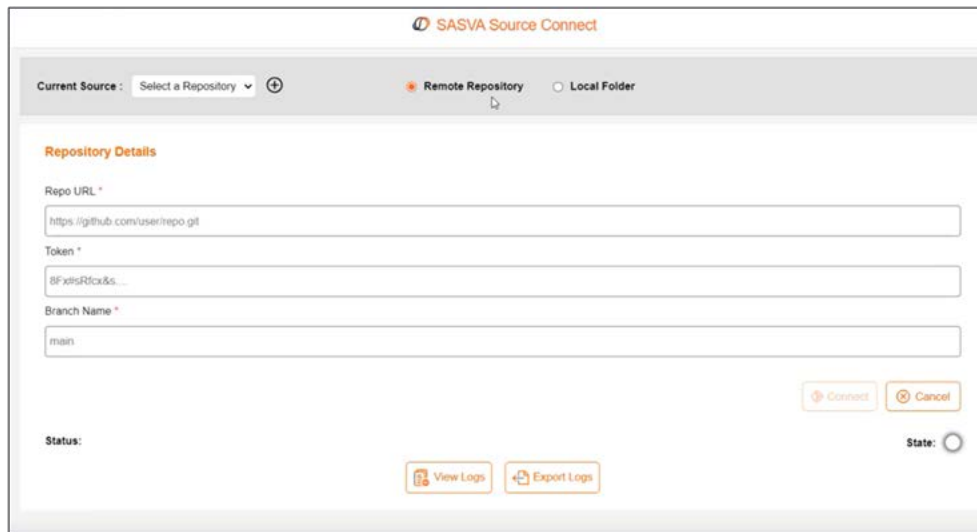 SASVA Source Connect
Current Source : Select a Repository Remote Repository Local Folder
Repository Details
Repo URL *
https://github.com/user/repo.git
Token *
8Fx#sRfcx&s...
Branch Name *
main
Connect Cancel
Status: State:
View Logs Export Logs